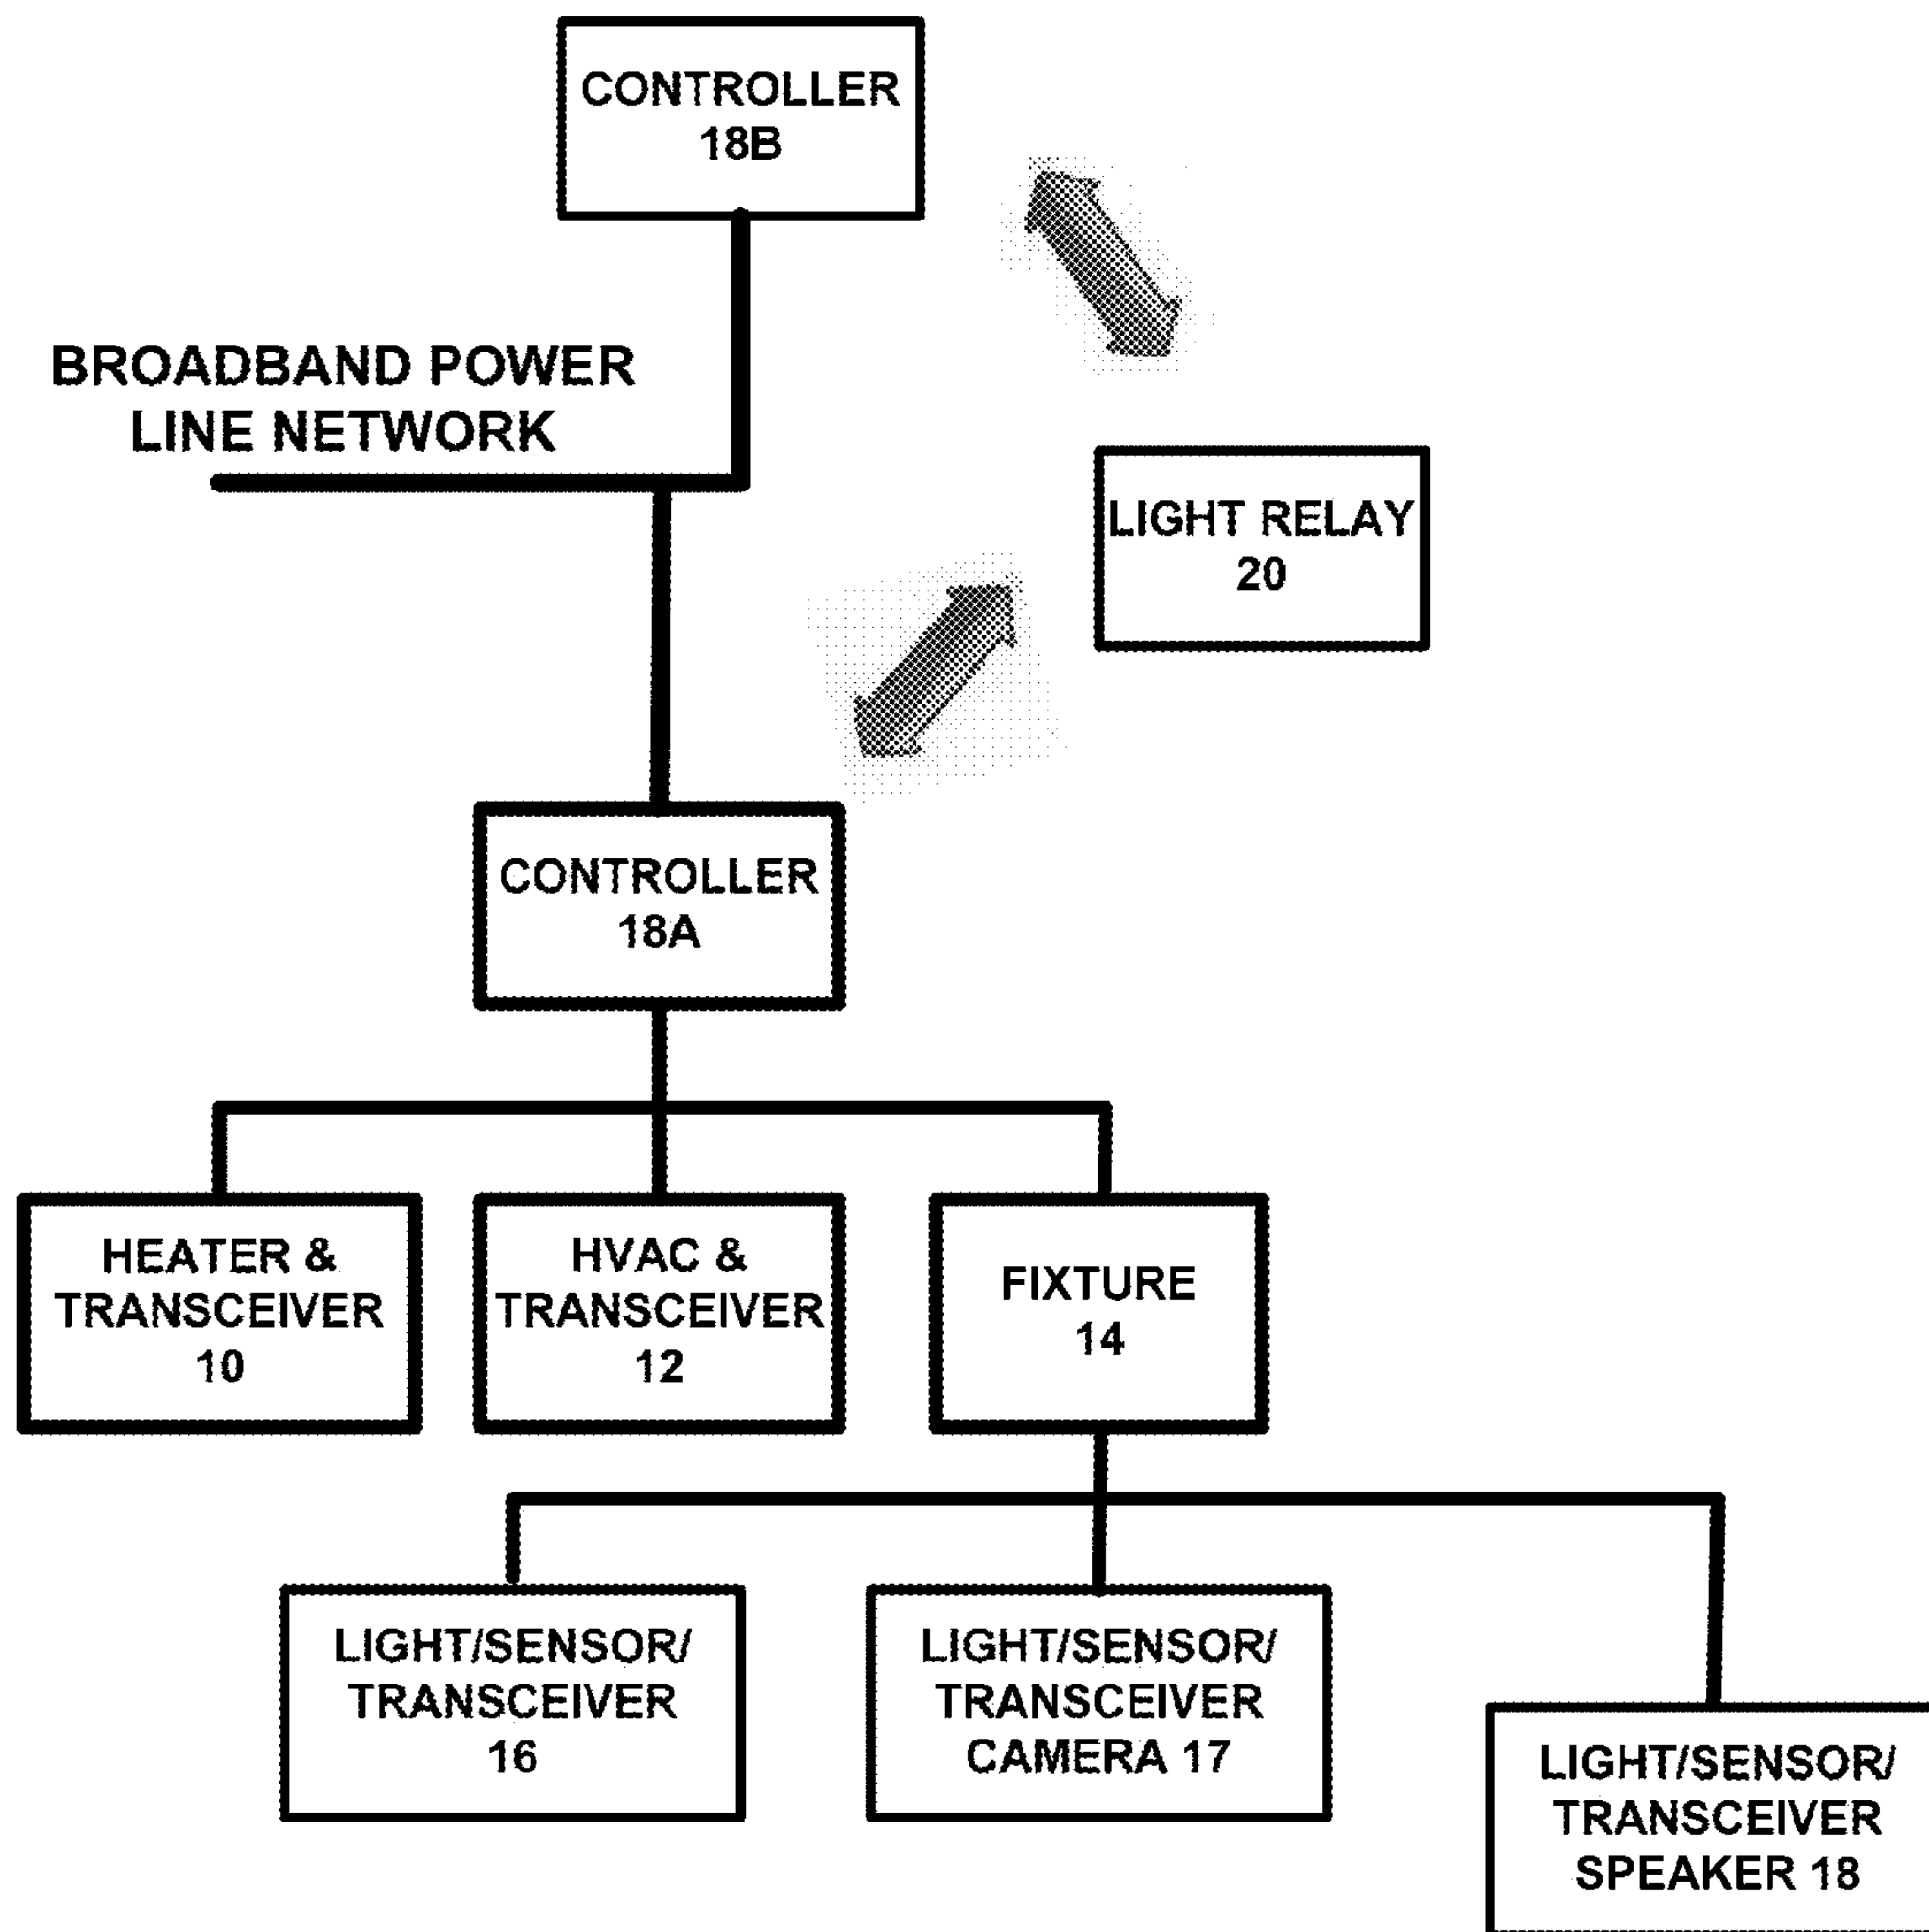 CONTROLLER
18B
BROADBAND POWER
LINE NETWORK
LIGHT RELAY
20
CONTROLLER
18A
HEATER &
TRANSCEIVER
10
HVAC &
TRANSCEIVER
12
FIXTURE
14
LIGHT/SENSOR/
TRANSCEIVER
16
LIGHT/SENSOR/
TRANSCEIVER
CAMERA 17
LIGHT/SENSOR/
TRANSCEIVER
SPEAKER 18